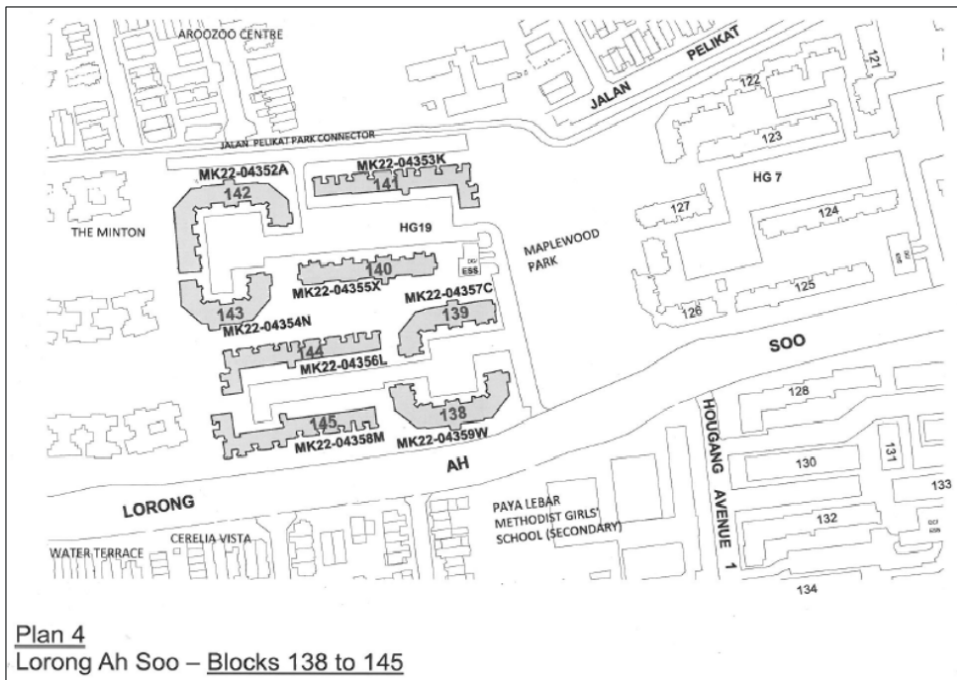 AROOZOO CENTRE
JALAN PELIKAT
121
122
123
JALAN PELIKAT PARK CONNECTOR
MK22-04352A
MK22-04353K
142
141
HG 7
127
124
THE MINTON
HG19
MAPLEWOOD
PARK
140
ESS
MK22-04355X
MK22-04357C
125
143
139
126
MK22-04354N
144
MK22-04356L
SOO
128
145
138
MK22-04358M
MK22-04359W
AH
HOUGANG AVENUE 1
130
131
133
LORONG
PAYA LEBAR
METHODIST GIRLS'
SCHOOL (SECONDARY)
132
ESS
WATER TERRACE
CERELIA VISTA
134
Plan 4
Lorong Ah Soo – Blocks 138 to 145